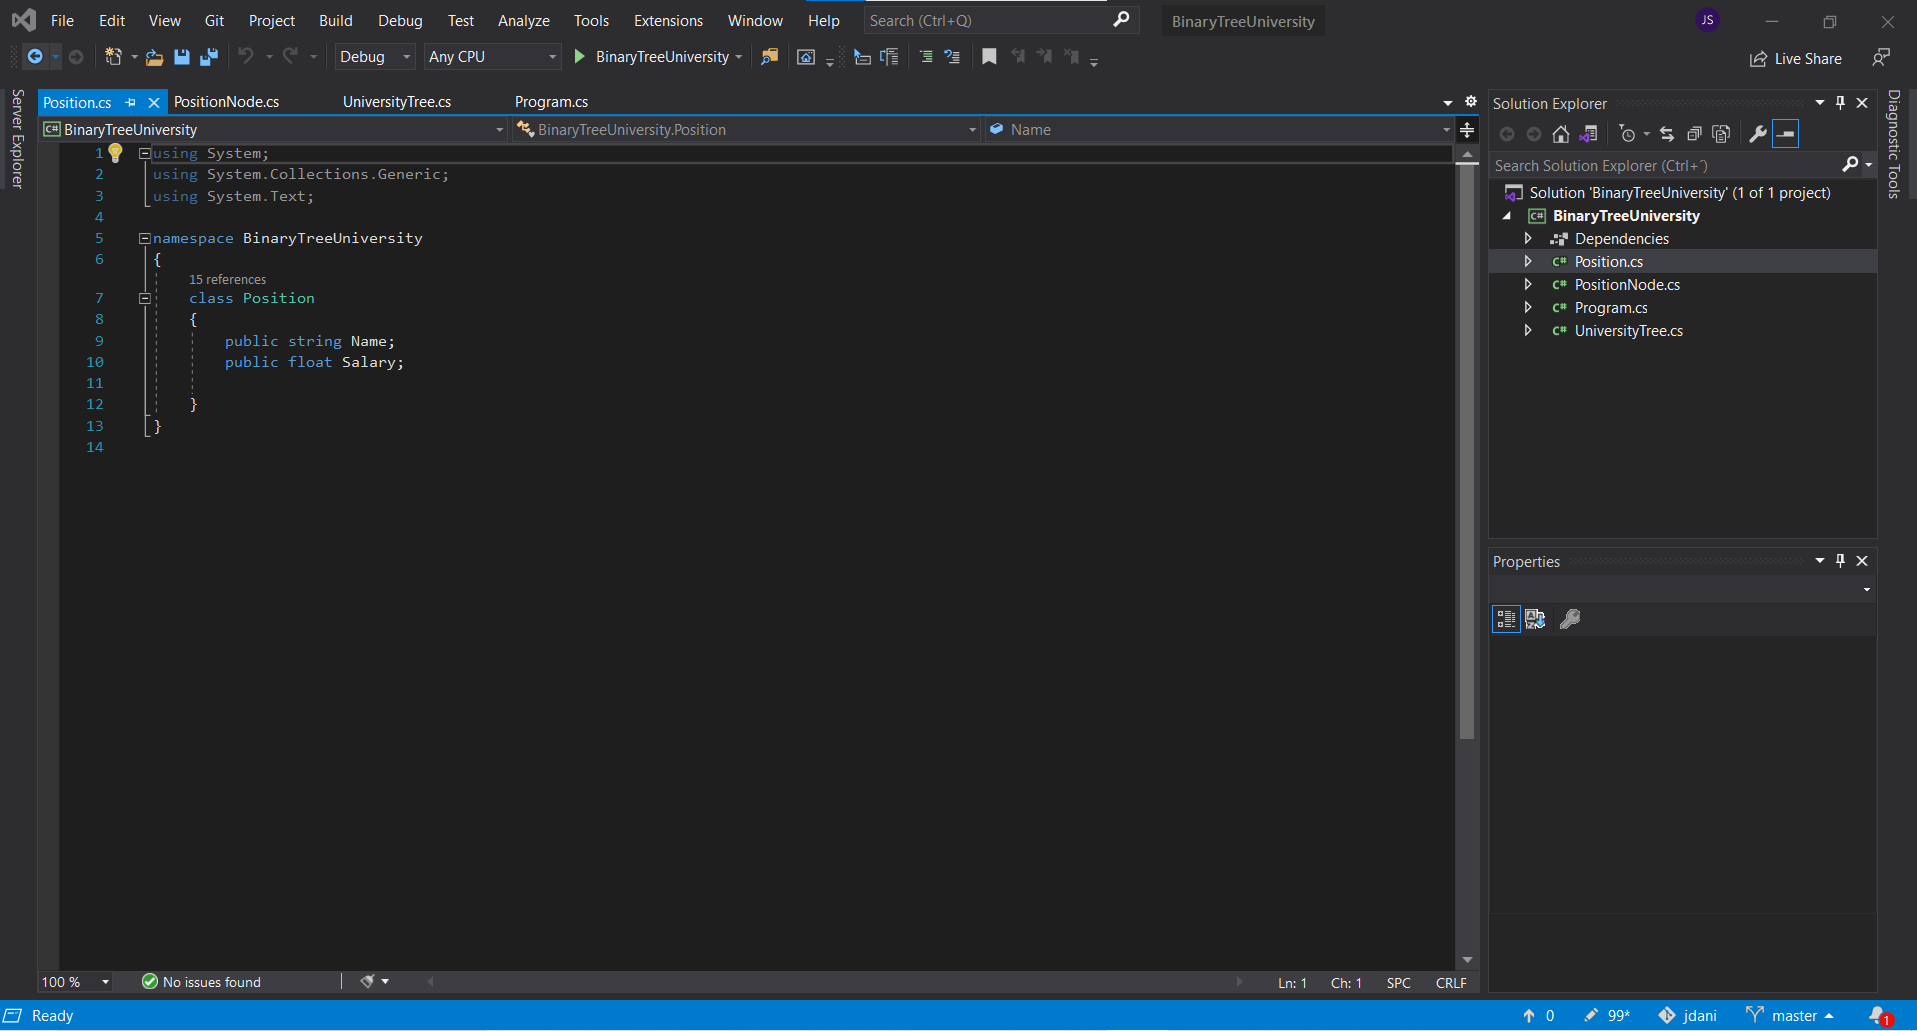 File Edit View Git Project Build Debug Test Analyze Tools Extensions Window Help Search (Ctrl+Q) BinaryTreeUniversity JS
Debug Any CPU BinaryTreeUniversity Live Share
Server Explorer
Position.cs PositionNode.cs UniversityTree.cs Program.cs
BinaryTreeUniversity BinaryTreeUniversity.Position Name
1 using System;
2 using System.Collections.Generic;
3 using System.Text;
4
5 namespace BinaryTreeUniversity
6 {
15 references
7 class Position
8 {
9 public string Name;
10 public float Salary;
11
12 }
13 }
14
100 % No issues found Ln: 1 Ch: 1 SPC CRLF
Solution Explorer
Search Solution Explorer (Ctrl+´)
Solution 'BinaryTreeUniversity' (1 of 1 project)
C# BinaryTreeUniversity
Dependencies
C# Position.cs
C# PositionNode.cs
C# Program.cs
C# UniversityTree.cs
Properties
Diagnostic Tools
Ready 0 99* jdani master 1